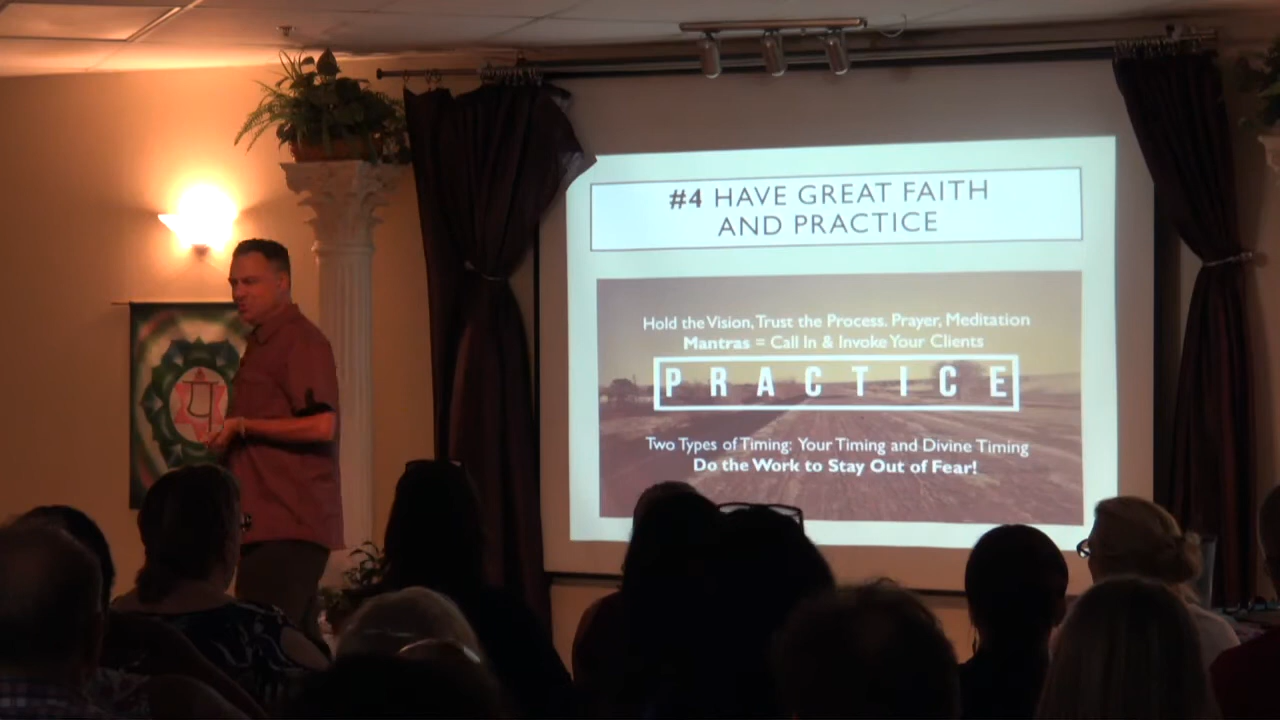 #4 HAVE GREAT FAITH
AND PRACTICE
Hold the Vision, Trust the Process. Prayer, Meditation
Mantras = Call In & Invoke Your Clients
PRACTICE
Two Types of Timing: Your Timing and Divine Timing
Do the Work to Stay Out of Fear!